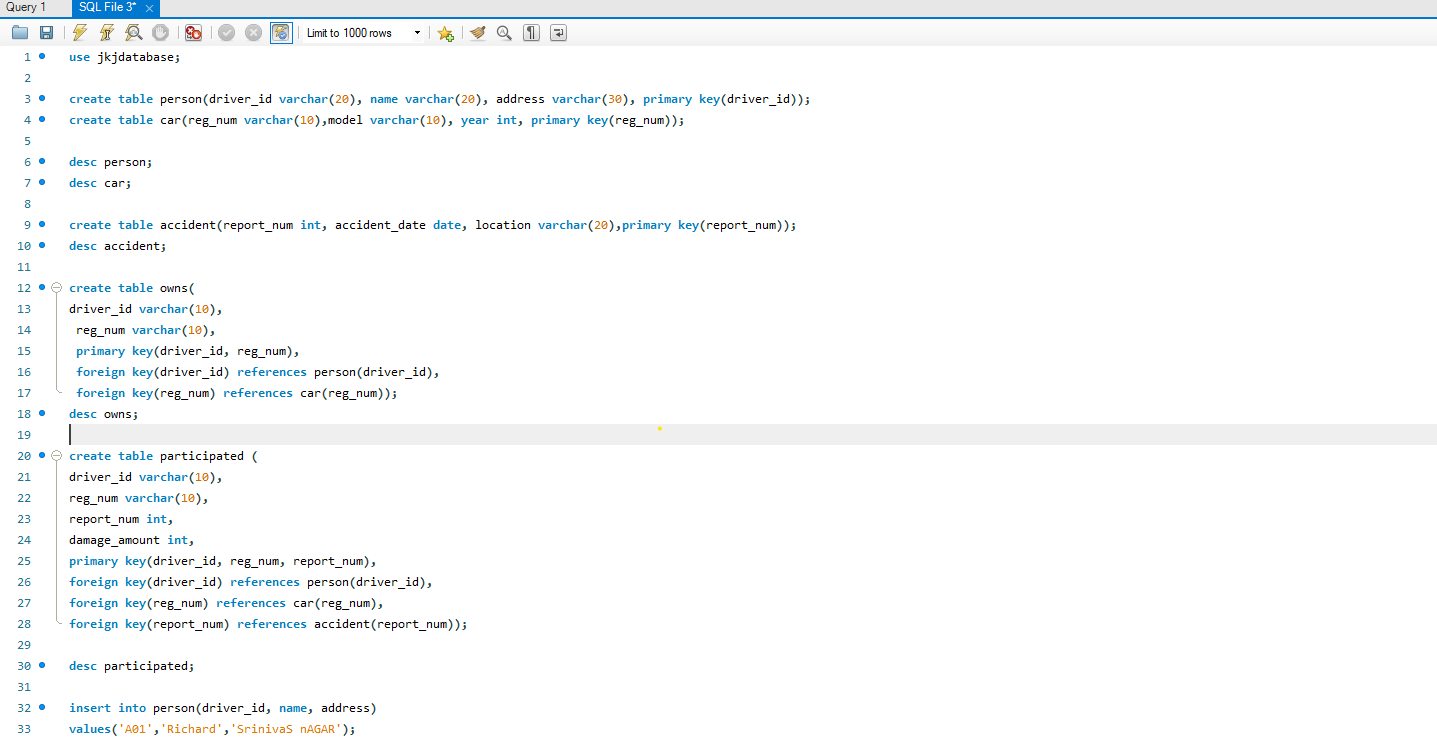 Query 1 SQL File 3*
Limit to 1000 rows
1 use jkjdatabase;
2
3 create table person(driver_id varchar(20), name varchar(20), address varchar(30), primary key(driver_id));
4 create table car(reg_num varchar(10),model varchar(10), year int, primary key(reg_num));
5
6 desc person;
7 desc car;
8
9 create table accident(report_num int, accident_date date, location varchar(20),primary key(report_num));
10 desc accident;
11
12 create table owns(
13 driver_id varchar(10),
14 reg_num varchar(10),
15 primary key(driver_id, reg_num),
16 foreign key(driver_id) references person(driver_id),
17 foreign key(reg_num) references car(reg_num));
18 desc owns;
19
20 create table participated (
21 driver_id varchar(10),
22 reg_num varchar(10),
23 report_num int,
24 damage_amount int,
25 primary key(driver_id, reg_num, report_num),
26 foreign key(driver_id) references person(driver_id),
27 foreign key(reg_num) references car(reg_num),
28 foreign key(report_num) references accident(report_num));
29
30 desc participated;
31
32 insert into person(driver_id, name, address)
33 values('A01','Richard','SrinivaS nAGAR');